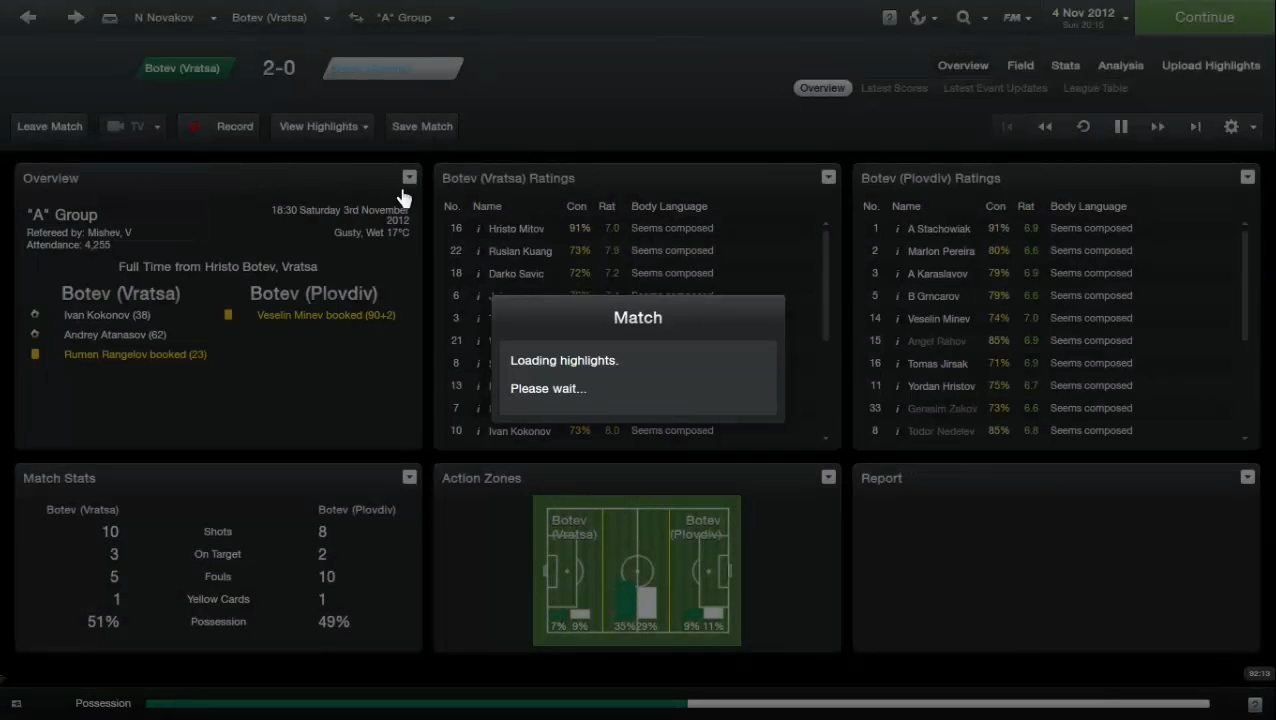 N Novakov
Botev (Vratsa)
"A" Group
FM
4 Nov 2012
Sun 20:15
Continue
Botev (Vratsa)
2-0
Overview
Field
Stats
Analysis
Upload Highlights
Overview
Latest Scores
Latest Event Updates
League Table
Leave Match
TV
Record
View Highlights
Save Match
Overview
"A" Group
18:30 Saturday 3rd November
2012
Refereed by: Mishev, V
Gusty, Wet 17°C
Attendance: 4,255
Full Time from Hristo Botev, Vratsa
Botev (Vratsa)
Botev (Plovdiv)
Ivan Kokonov (38)
Veselin Minev booked (90+2)
Andrey Atanasov (62)
Rumen Rangelov booked (23)
Botev (Vratsa) Ratings
No. Name Con Rat Body Language
16 i Hristo Mitov 91% 7.0 Seems composed
22 i Ruslan Kuang 73% 7.9 Seems composed
18 i Darko Savic 72% 7.2 Seems composed
6
3
21
8
13
7
10 i Ivan Kokonov 73% 8.0 Seems composed
Match
Loading highlights.
Please wait...
Botev (Plovdiv) Ratings
No. Name Con Rat Body Language
1 i A Stachowiak 91% 6.9 Seems composed
2 i Marlon Pereira 80% 6.6 Seems composed
3 i A Karaslavov 79% 6.9 Seems composed
5 i B Grncarov 79% 6.6 Seems composed
14 i Veselin Minev 74% 7.0 Seems composed
15 i Angel Rahov 85% 6.9 Seems composed
16 i Tomas Jirsak 71% 6.9 Seems composed
11 i Yordan Hristov 75% 6.7 Seems composed
33 i Gerasim Zakov 73% 6.6 Seems composed
8 i Todor Nedelev 85% 6.8 Seems composed
Match Stats
Botev (Vratsa)
Botev (Plovdiv)
10 Shots 8
3 On Target 2
5 Fouls 10
1 Yellow Cards 1
51% Possession 49%
Action Zones
Botev
(Vratsa)
Botev
(Plovdiv)
7% 9% 35% 29% 9% 11%
Report
92:13
Possession